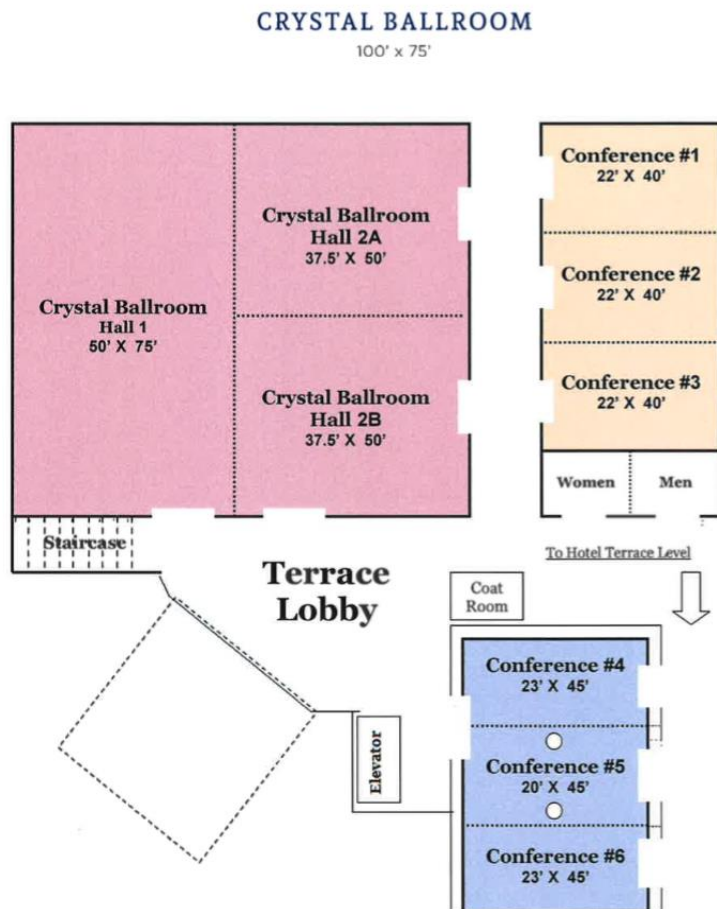 CRYSTAL BALLROOM
100' x 75'
Crystal Ballroom
Hall 1
50' X 75'
Crystal Ballroom
Hall 2A
37.5' X 50'
Crystal Ballroom
Hall 2B
37.5' X 50'
Conference #1
22' X 40'
Conference #2
22' X 40'
Conference #3
22' X 40'
Women
Men
Staircase
To Hotel Terrace Level
Terrace
Lobby
Coat
Room
Elevator
Conference #4
23' X 45'
Conference #5
20' X 45'
Conference #6
23' X 45'